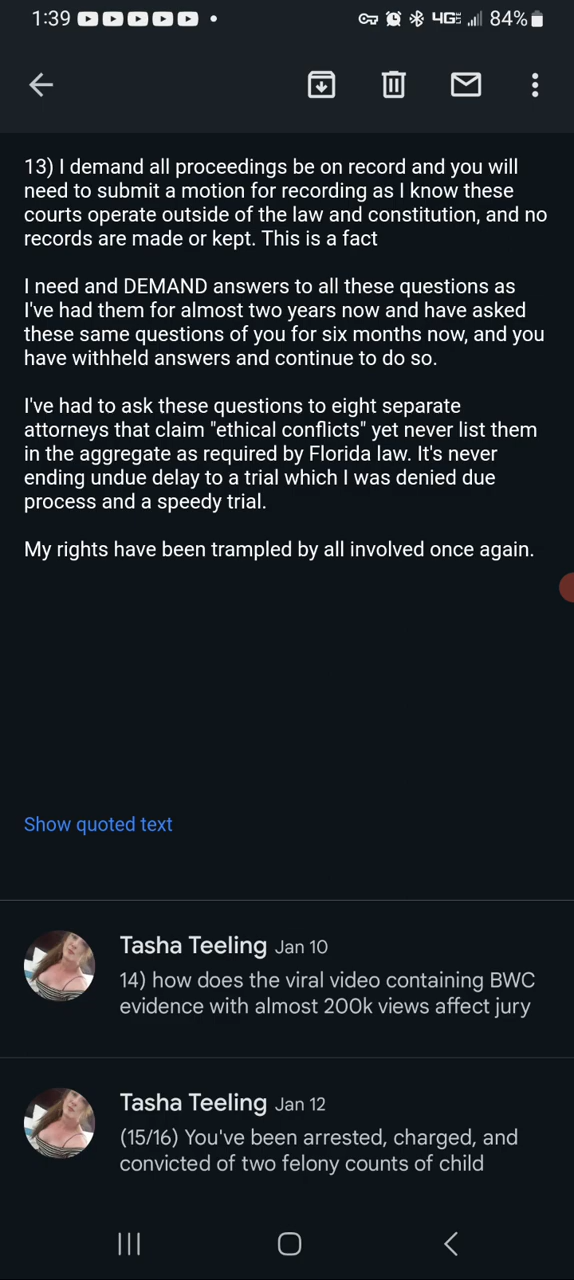 1:39
4GE 84%
13) I demand all proceedings be on record and you will
need to submit a motion for recording as I know these
courts operate outside of the law and constitution, and no
records are made or kept. This is a fact
I need and DEMAND answers to all these questions as
I've had them for almost two years now and have asked
these same questions of you for six months now, and you
have withheld answers and continue to do so.
I've had to ask these questions to eight separate
attorneys that claim "ethical conflicts" yet never list them
in the aggregate as required by Florida law. It's never
ending undue delay to a trial which I was denied due
process and a speedy trial.
My rights have been trampled by all involved once again.
Show quoted text
Tasha Teeling Jan 10
14) how does the viral video containing BWC
evidence with almost 200k views affect jury
Tasha Teeling Jan 12
(15/16) You've been arrested, charged, and
convicted of two felony counts of child